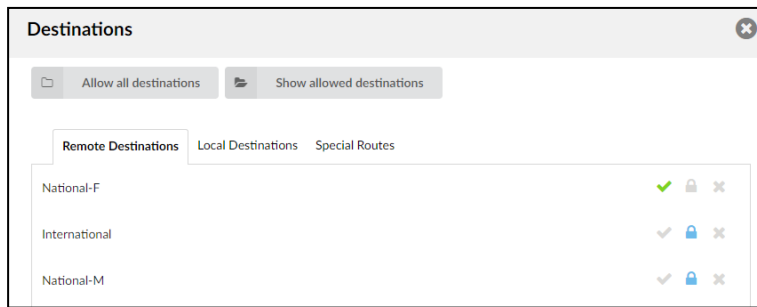 Destinations
Allow all destinations Show allowed destinations
Remote Destinations Local Destinations Special Routes
National-F
International
National-M